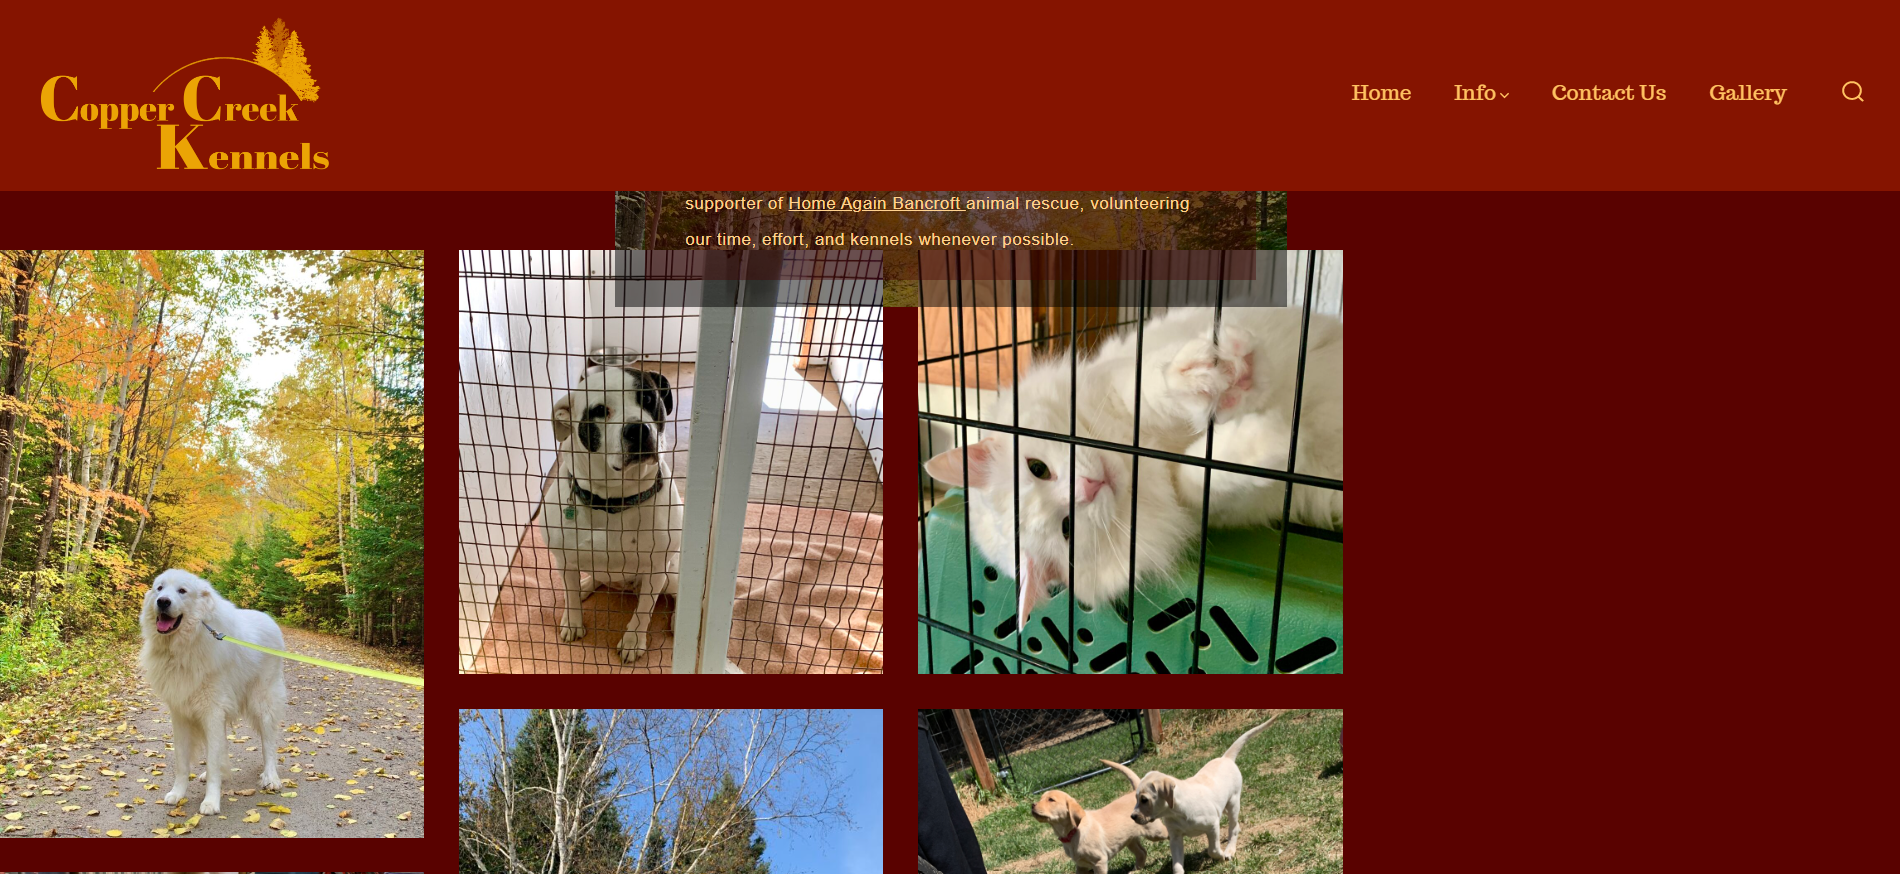 Copper Creek
Kennels
Home
Info
Contact Us
Gallery
supporter of Home Again Bancroft animal rescue, volunteering
our time, effort, and kennels whenever possible.